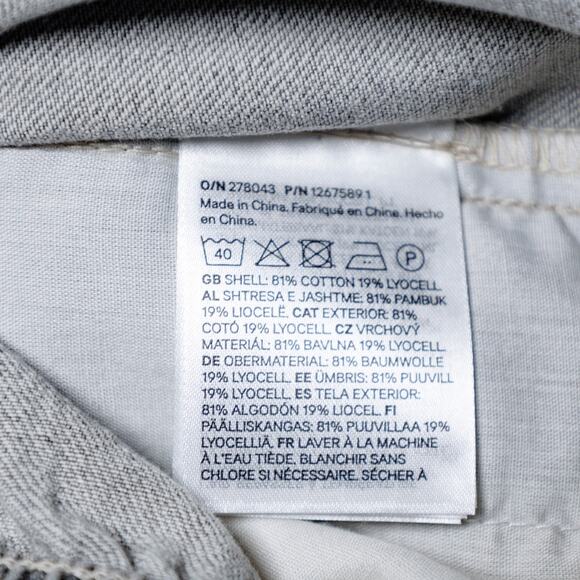 O/N 278043 P/N 12675891
Made in China. Fabriqué en Chine. Hecho
en China.
40 P
GB SHELL: 81% COTTON 19% LYOCELL.
AL SHTRESA E JASHTME: 81% PAMBUK
19% LIOCELË. CAT EXTERIOR: 81%
COTÓ 19% LYOCELL. CZ VRCHOVÝ
MATERIÁL: 81% BAVLNA 19% LYOCELL.
DE OBERMATERIAL: 81% BAUMWOLLE
19% LYOCELL. EE ÜMBRIS: 81% PUUVILL
19% LYOCELL. ES TELA EXTERIOR:
81% ALGODÓN 19% LIOCEL. FI
PÄÄLLISKANGAS: 81% PUUVILLAA 19%
LYOCELLIÄ. FR LAVER À LA MACHINE
À L'EAU TIÈDE, BLANCHIR SANS
CHLORE SI NÉCESSAIRE. SÉCHER À